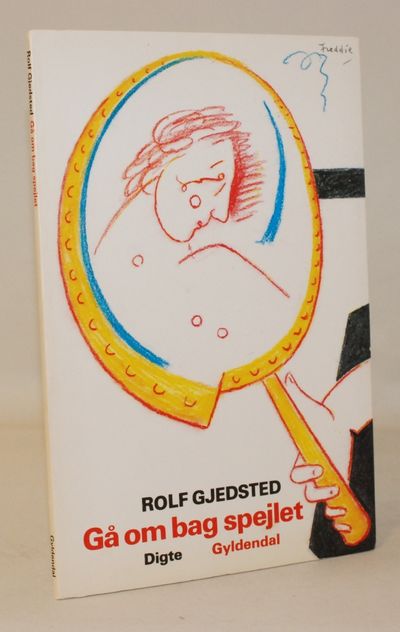 Freddie
ROLF GJEDSTED
Gå om bag spejlet
Digte Gyldendal
Rolf Gjedsted Gå om bag spejlet
Gyldendal